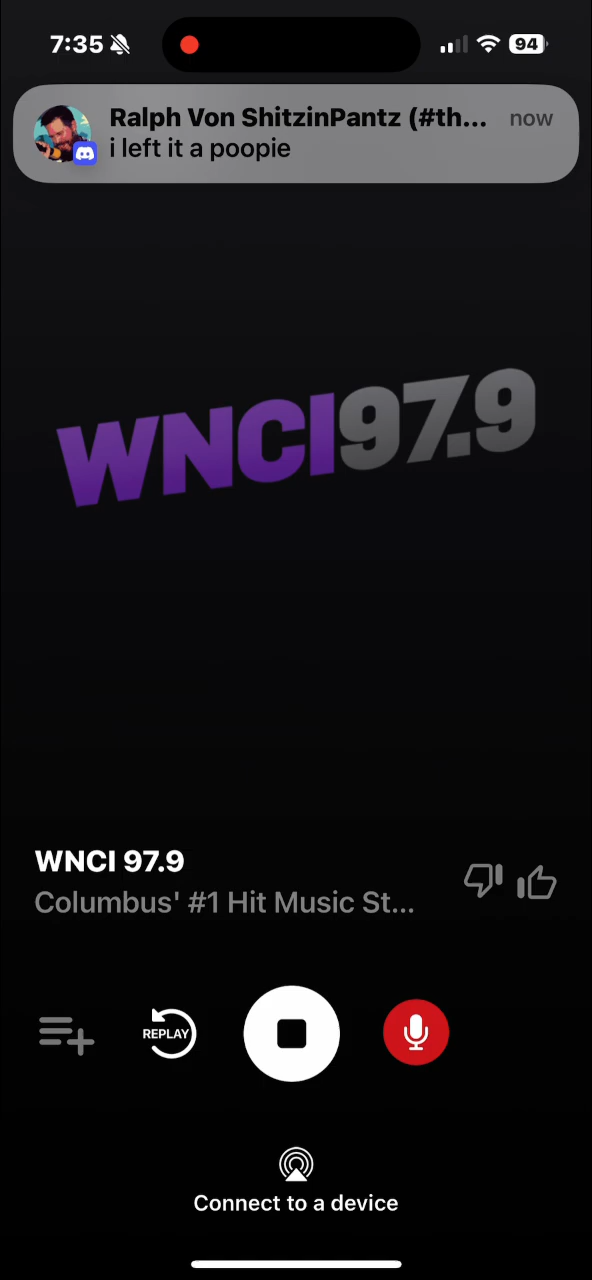 7:35
94
Ralph Von ShitzinPantz (#th...
now
i left it a poopie
WNCI97.9
WNCI 97.9
Columbus' #1 Hit Music St...
REPLAY
Connect to a device